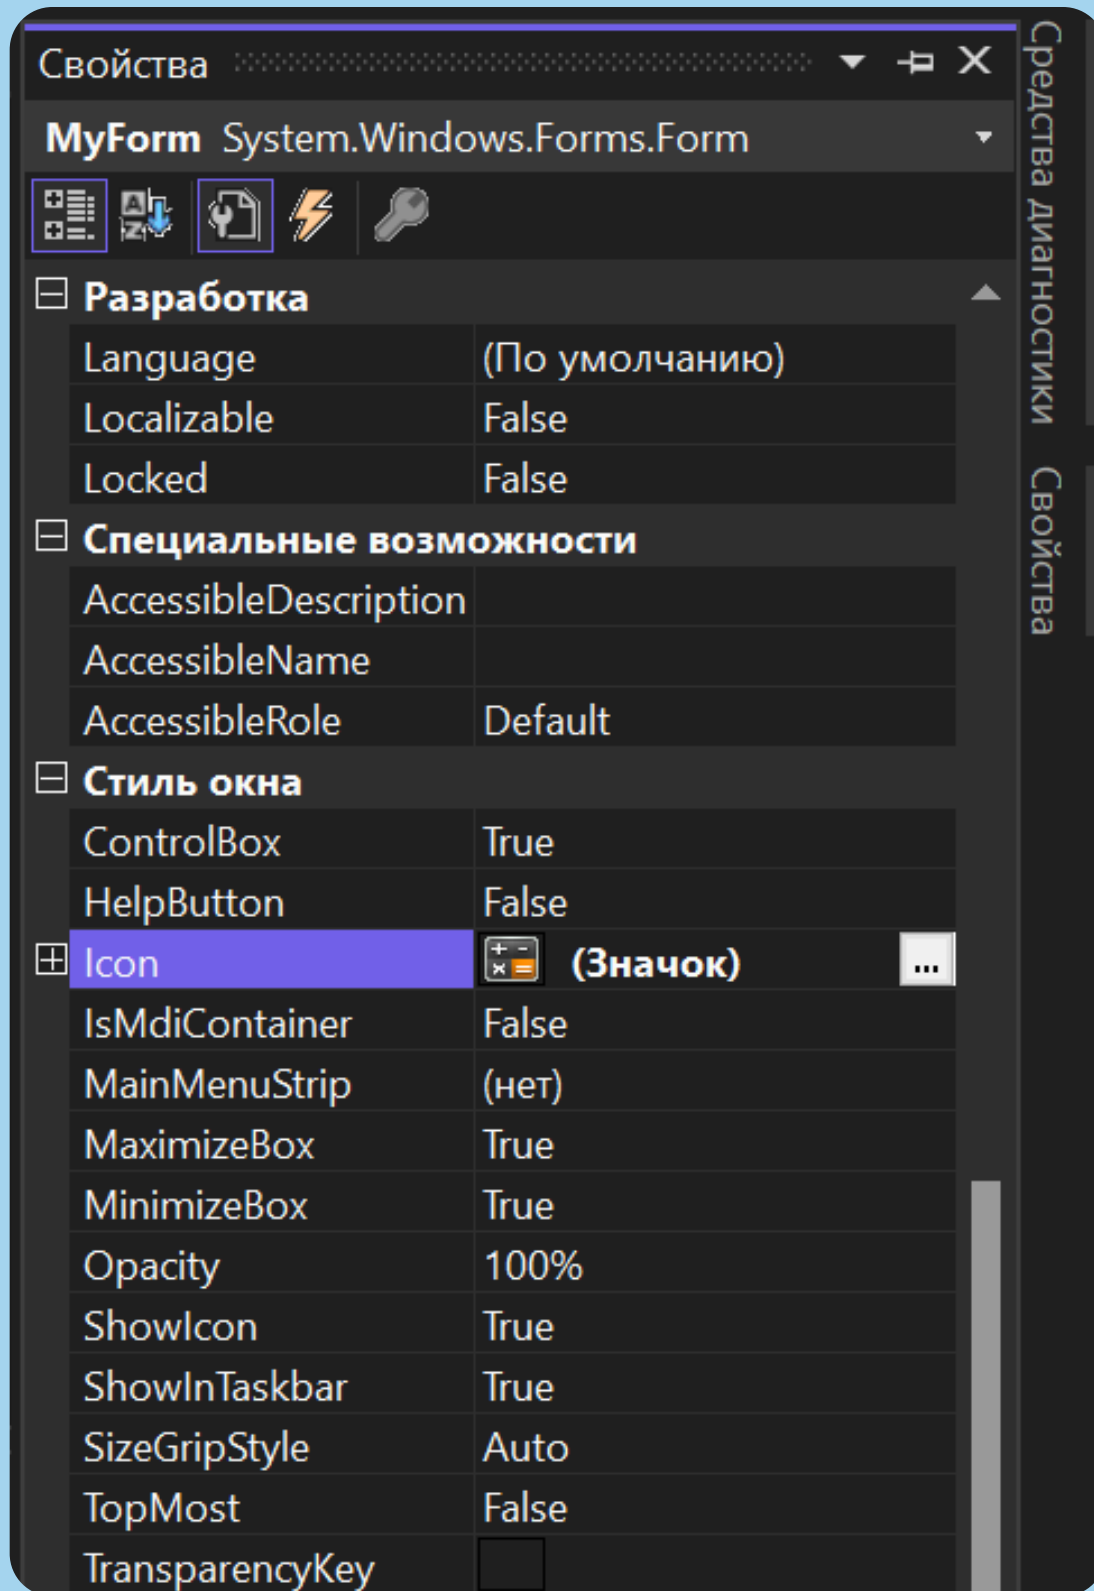 Свойства
MyForm System.Windows.Forms.Form
Разработка
Language (По умолчанию)
Localizable False
Locked False
Специальные возможности
AccessibleDescription
AccessibleName
AccessibleRole Default
Стиль окна
ControlBox True
HelpButton False
Icon (Значок) ...
IsMdiContainer False
MainMenuStrip (нет)
MaximizeBox True
MinimizeBox True
Opacity 100%
ShowIcon True
ShowInTaskbar True
SizeGripStyle Auto
TopMost False
TransparencyKey
Средства диагностики
Свойства